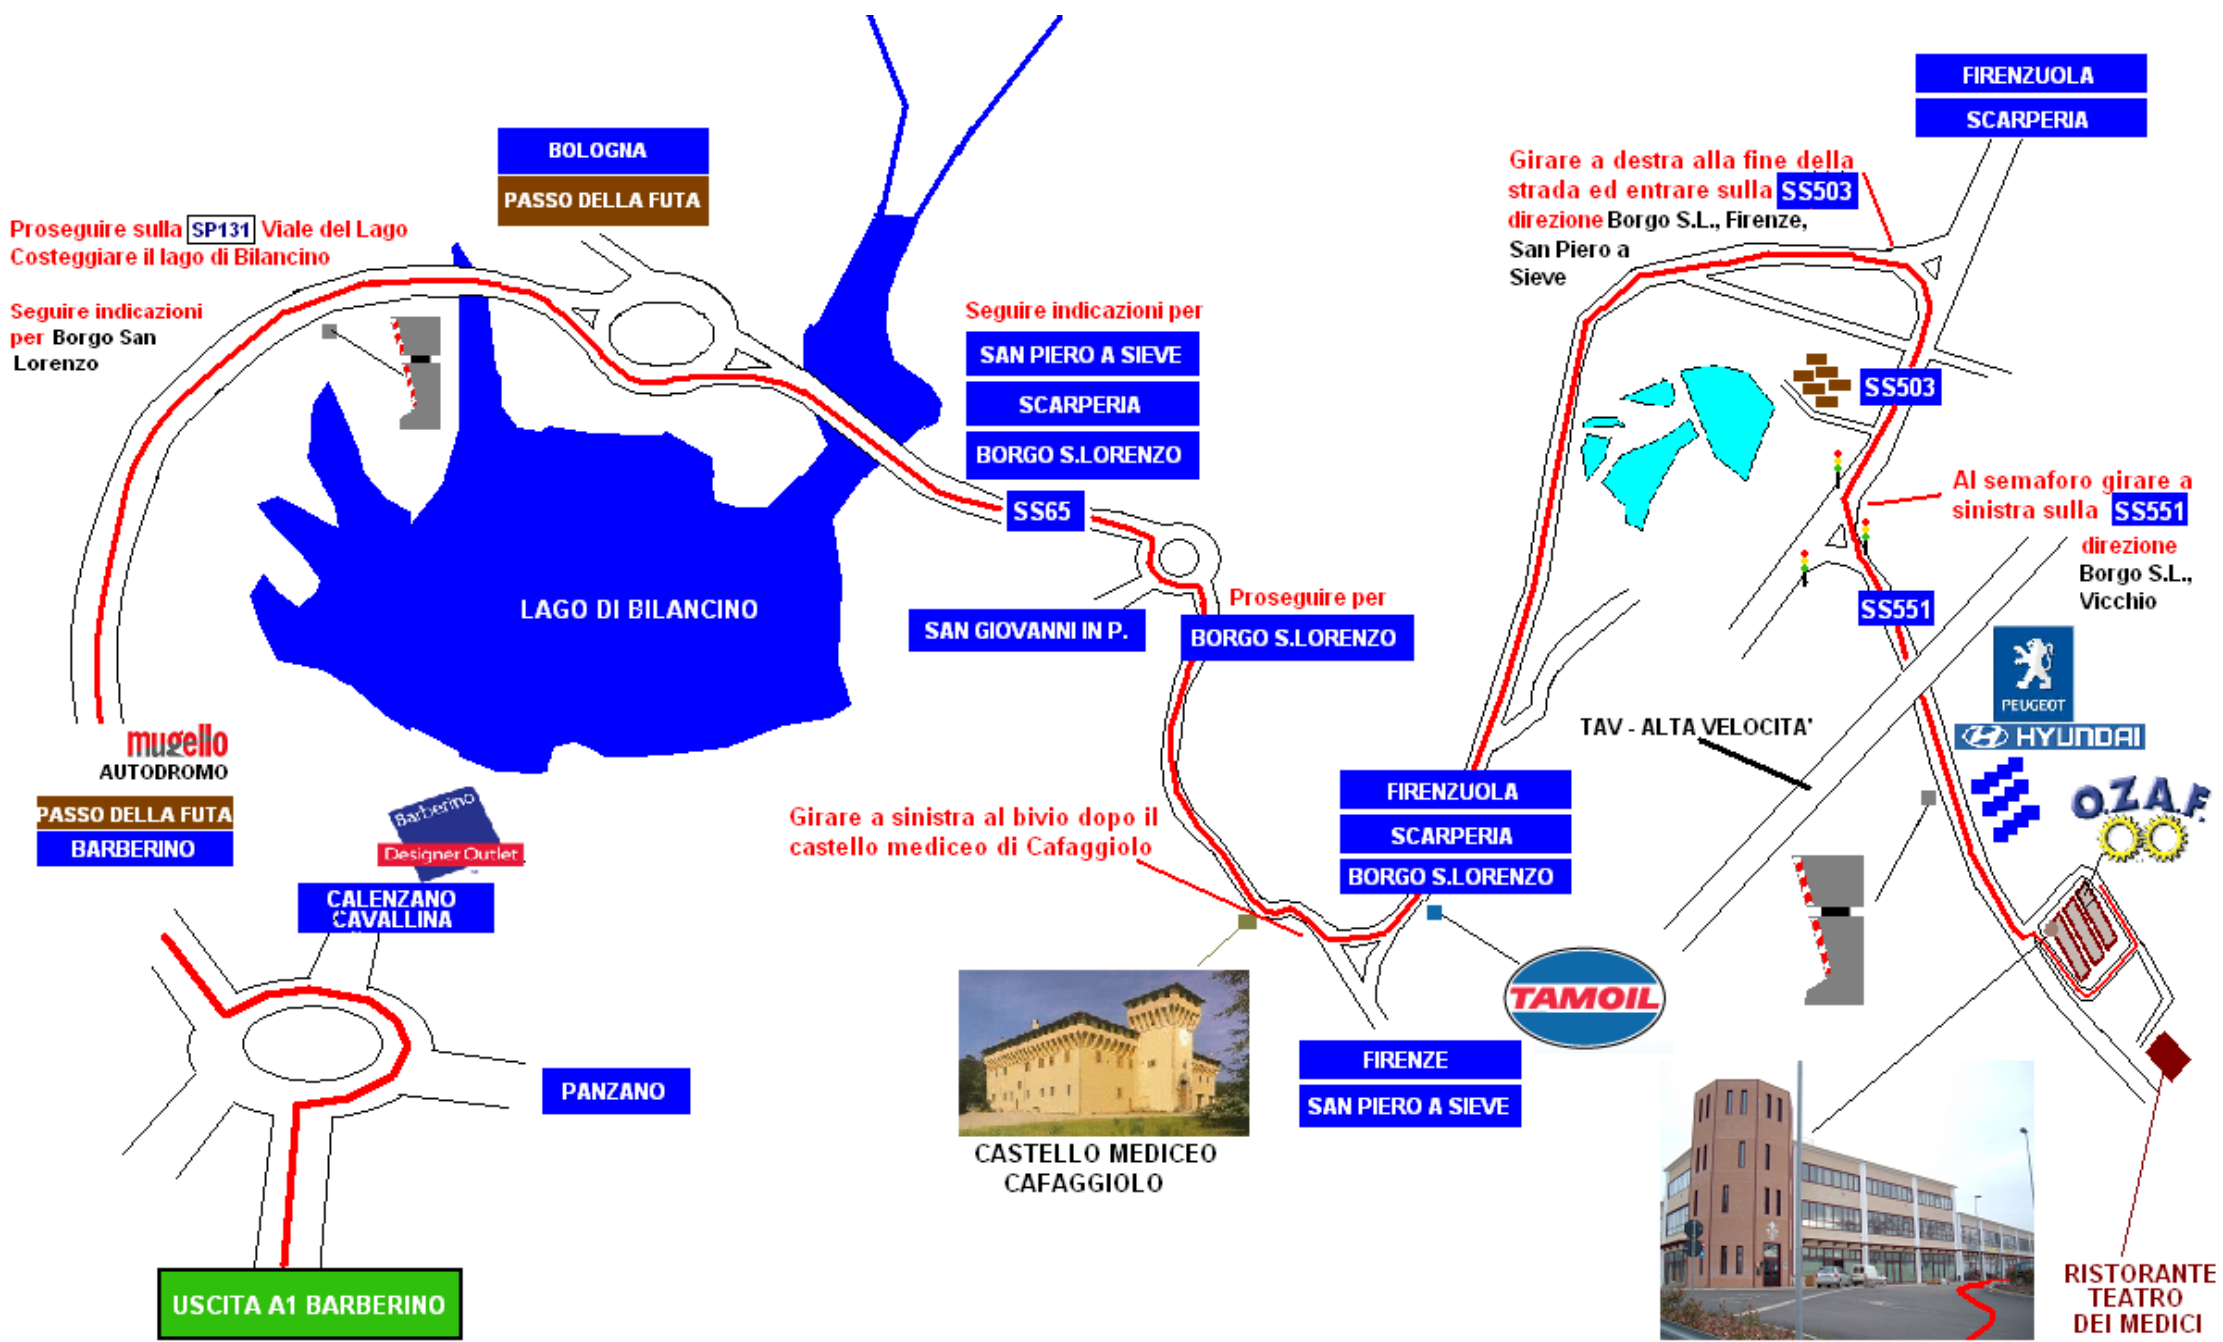 FIRENZUOLA
SCARPERIA
BOLOGNA
PASSO DELLA FUTA
Girare a destra alla fine della
strada ed entrare sulla SS503
direzione Borgo S.L., Firenze,
San Piero a
Sieve
Proseguire sulla SP131 Viale del Lago
Costeggiare il lago di Bilancino
Seguire indicazioni
per Borgo San
Lorenzo
Seguire indicazioni per
SAN PIERO A SIEVE
SCARPERIA
BORGO S.LORENZO
SS65
SS503
Al semaforo girare a
sinistra sulla SS551
direzione
Borgo S.L.,
Vicchio
SS551
LAGO DI BILANCINO
Proseguire per
SAN GIOVANNI IN P.
BORGO S.LORENZO
PEUGEOT
HYUNDAI
TAV - ALTA VELOCITA'
mugello
AUTODROMO
PASSO DELLA FUTA
BARBERINO
Barberino
Designer Outlet
CALENZANO
CAVALLINA
Girare a sinistra al bivio dopo il
castello mediceo di Cafaggiolo
FIRENZUOLA
SCARPERIA
BORGO S.LORENZO
O.Z.A.F.
TAMOIL
FIRENZE
SAN PIERO A SIEVE
PANZANO
CASTELLO MEDICEO
CAFAGGIOLO
USCITA A1 BARBERINO
RISTORANTE
TEATRO
DEI MEDICI